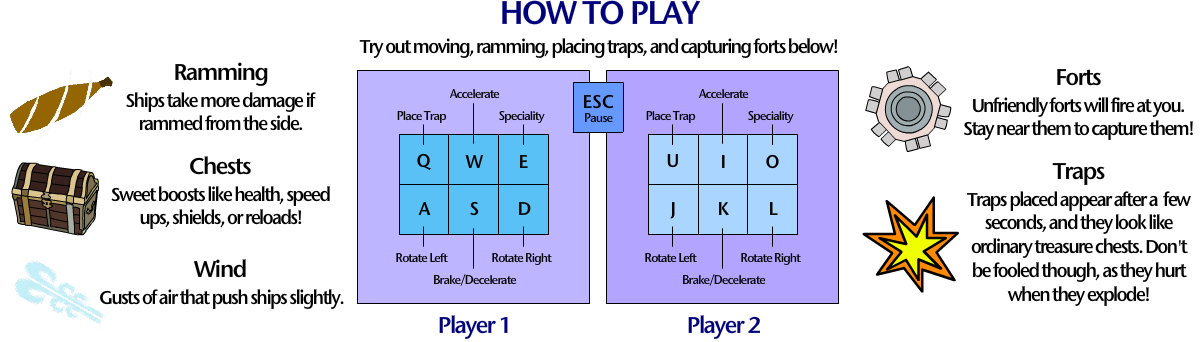 HOW TO PLAY
Try out moving, ramming, placing traps, and capturing forts below!
Ramming
Ships take more damage if
rammed from the side.
Chests
Sweet boosts like health, speed
ups, shields, or reloads!
Wind
Gusts of air that push ships slightly.
Accelerate
Place Trap
Speciality
Q W E
A S D
Rotate Left
Rotate Right
Brake/Decelerate
Player 1
ESC
Pause
Accelerate
Place Trap
Speciality
U I O
J K L
Rotate Left
Rotate Right
Brake/Decelerate
Player 2
Forts
Unfriendly forts will fire at you.
Stay near them to capture them!
Traps
Traps placed appear after a few
seconds, and they look like
ordinary treasure chests. Don't
be fooled though, as they hurt
when they explode!